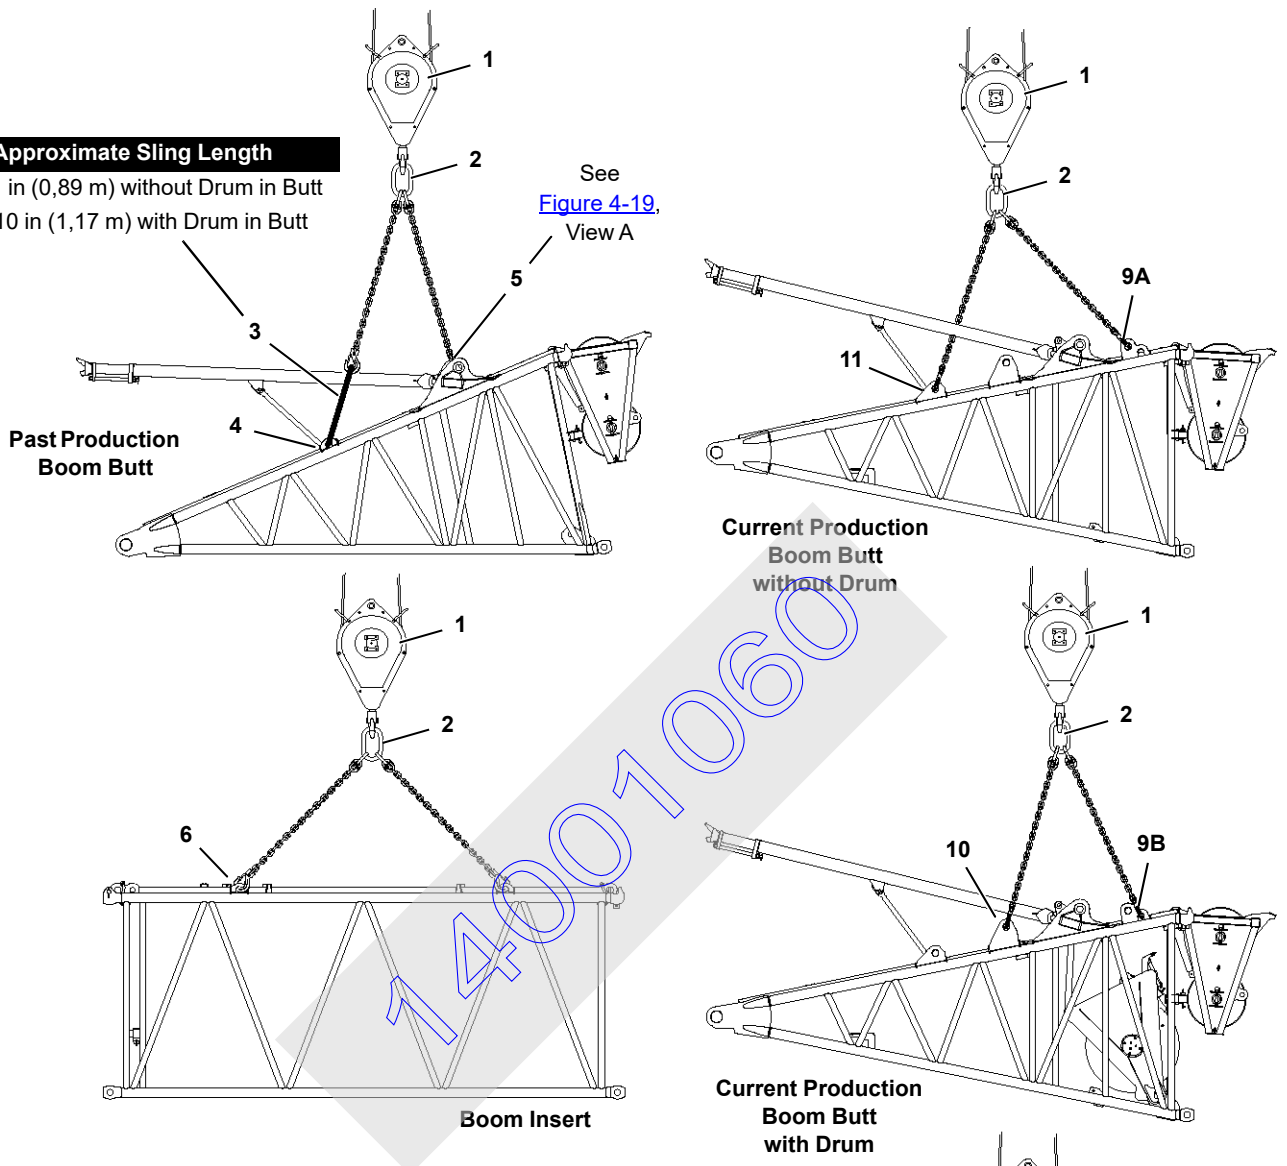 1
2
Approximate Sling Length
in (0,89 m) without Drum in Butt
10 in (1,17 m) with Drum in Butt
See
Figure 4-19,
View A
5
3
4
Past Production
Boom Butt
1
2
9A
11
Current Production
Boom Butt
without Drum
1
2
6
Boom Insert
1
2
10
9B
Current Production
Boom Butt
with Drum
14001060